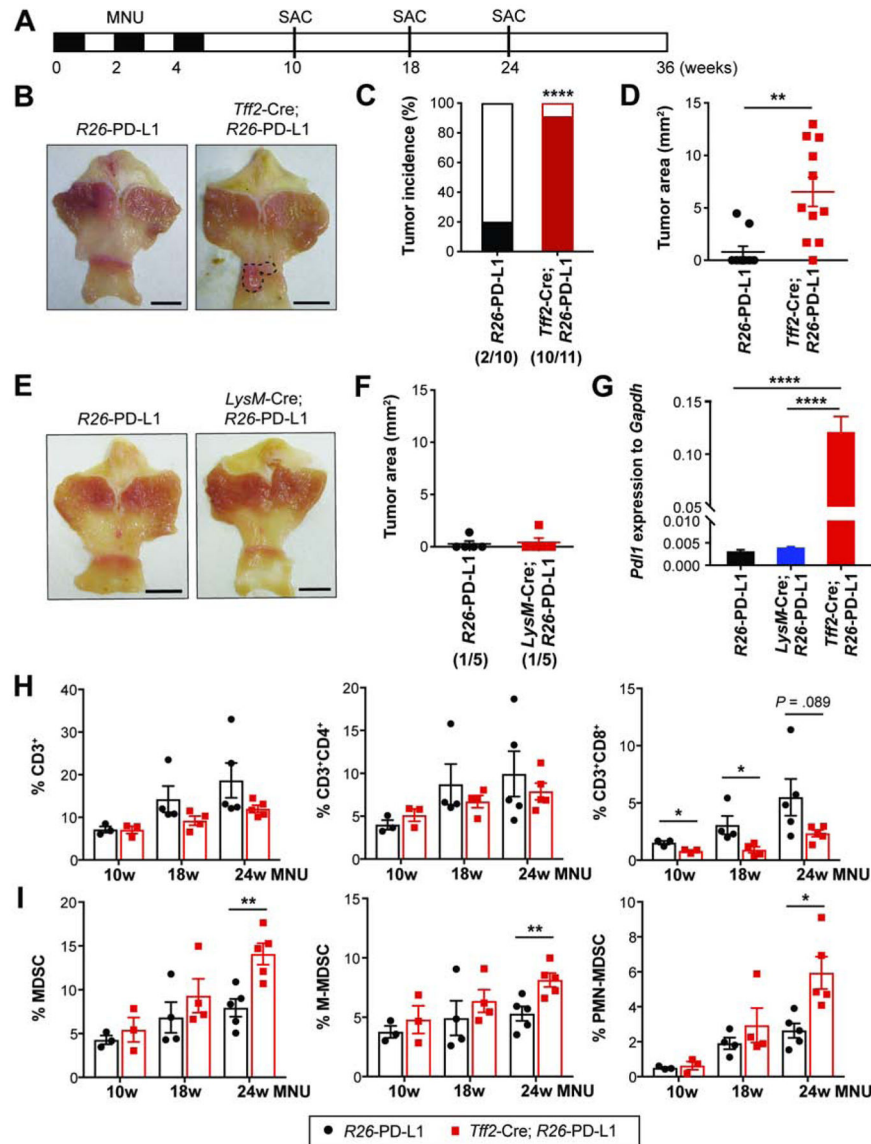 A
MNU
SAC
SAC
SAC
0
2
4
10
18
24
36 (weeks)
B
R26-PD-L1
Tff2-Cre;
R26-PD-L1
C
Tumor incidence (%)
100
80
60
40
20
0
****
R26-PD-L1
Tff2-Cre;
R26-PD-L1
(2/10)
(10/11)
D
Tumor area (mm²)
15
10
5
0
**
R26-PD-L1
Tff2-Cre;
R26-PD-L1
E
R26-PD-L1
LysM-Cre;
R26-PD-L1
F
Tumor area (mm²)
15
10
5
0
R26-PD-L1
LysM-Cre;
R26-PD-L1
(1/5)
(1/5)
G
Pdl1 expression to Gapdh
0.15
0.10
0.05
0.010
0.005
0.000
****
****
R26-PD-L1
LysM-Cre;
R26-PD-L1
Tff2-Cre;
R26-PD-L1
H
% CD3⁺
40
30
20
10
0
10w
18w
24w MNU
% CD3⁺CD4⁺
20
15
10
5
0
10w
18w
24w MNU
% CD3⁺CD8⁺
15
10
5
0
*
*
P = .089
10w
18w
24w MNU
I
% MDSC
20
15
10
5
0
**
10w
18w
24w MNU
% M-MDSC
15
10
5
0
**
10w
18w
24w MNU
% PMN-MDSC
10
8
6
4
2
0
*
10w
18w
24w MNU
R26-PD-L1
Tff2-Cre; R26-PD-L1